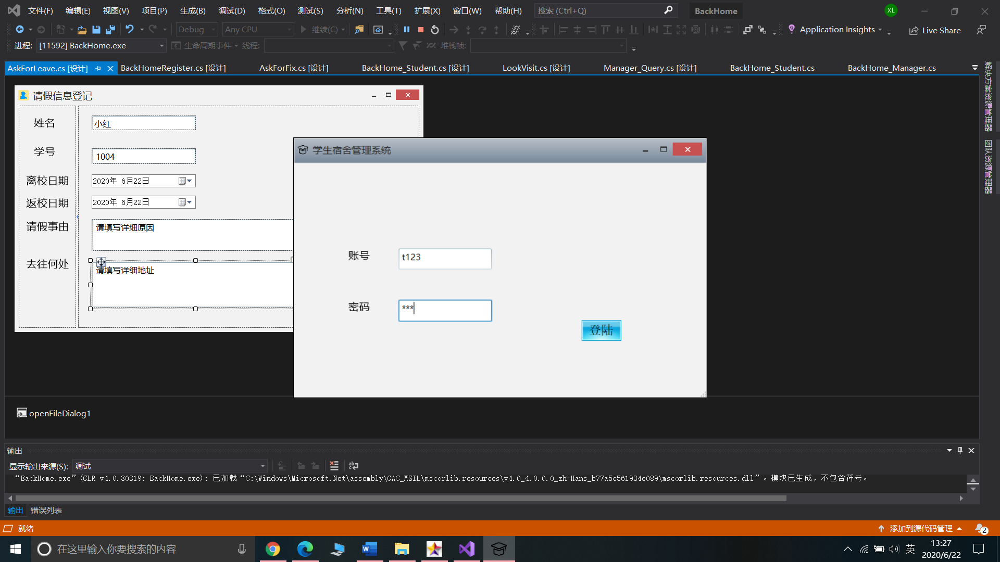 文件(F) 编辑(E) 视图(V) 项目(P) 生成(B) 调试(D) 格式(O) 测试(S) 分析(N) 工具(T) 扩展(X) 窗口(W) 帮助(H) 搜索 (Ctrl+Q) BackHome XL
Debug Any CPU 继续(C) Application Insights Live Share
进程: [11592] BackHome.exe 生命周期事件 线程: 堆栈帧:
AskForLeave.cs [设计] BackHomeRegister.cs [设计] AskForFix.cs [设计] BackHome_Student.cs [设计] LookVisit.cs [设计] Manager_Query.cs [设计] BackHome_Student.cs BackHome_Manager.cs
解决方案资源管理器
团队资源管理器
请假信息登记
姓名 小红
学号 1004
离校日期 2020年 6月22日
返校日期 2020年 6月22日
请假事由 请填写详细原因
去往何处 请填写详细地址
学生宿舍管理系统
账号 t123
密码 ***
登陆
openFileDialog1
输出
显示输出来源(S): 调试
“BackHome.exe”(CLR v4.0.30319: BackHome.exe): 已加载“C:\Windows\Microsoft.Net\assembly\GAC_MSIL\mscorlib.resources\v4.0_4.0.0.0_zh-Hans_b77a5c561934e089\mscorlib.resources.dll”。模块已生成，不包含符号。
输出 错误列表
就绪 添加到源代码管理 2
在这里输入你要搜索的内容 英 13:27
2020/6/22